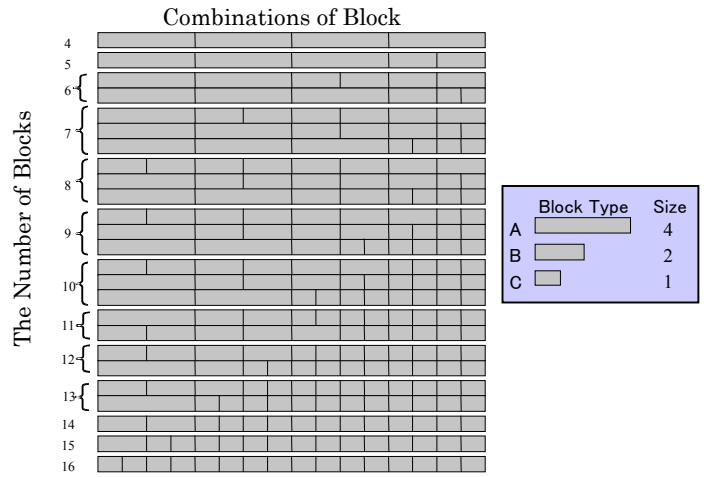 Combinations of Block
The Number of Blocks
4
5
6
7
8
9
10
11
12
13
14
15
16
Block Type Size
A 4
B 2
C 1